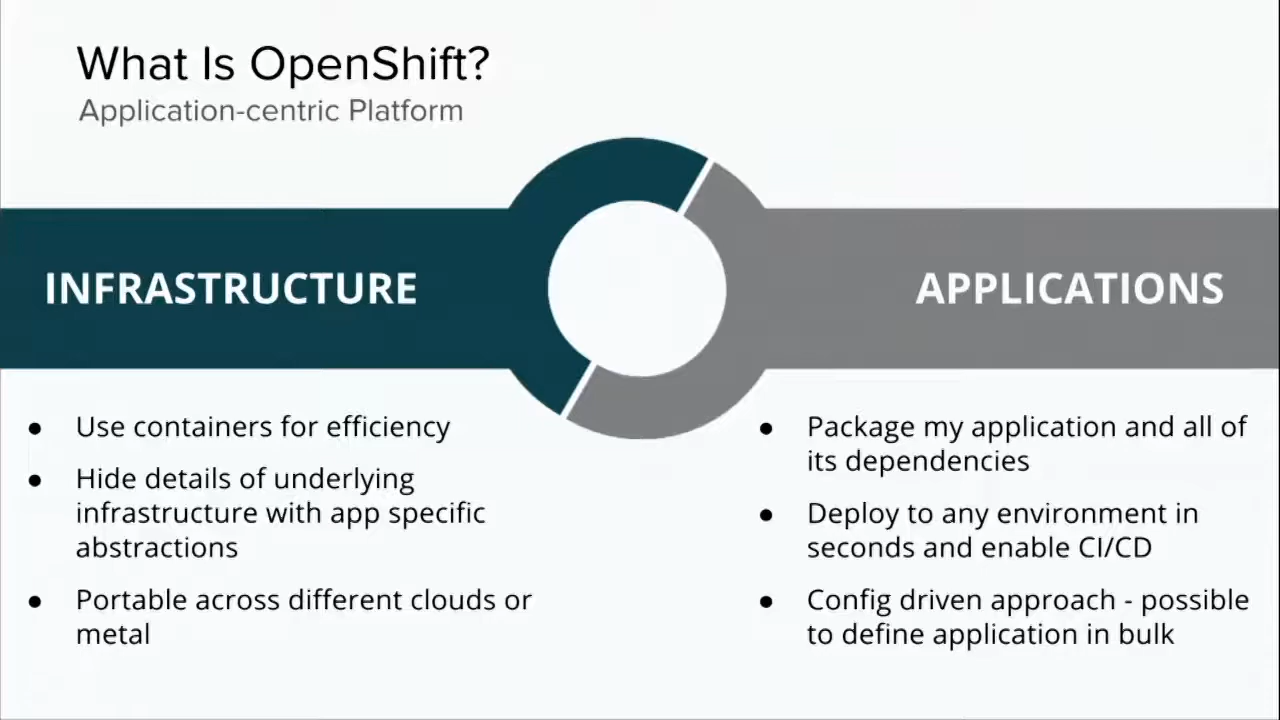 What Is OpenShift?
Application-centric Platform
INFRASTRUCTURE
APPLICATIONS
● Use containers for efficiency
● Hide details of underlying
infrastructure with app specific
abstractions
● Portable across different clouds or
metal
● Package my application and all of
its dependencies
● Deploy to any environment in
seconds and enable CI/CD
● Config driven approach - possible
to define application in bulk